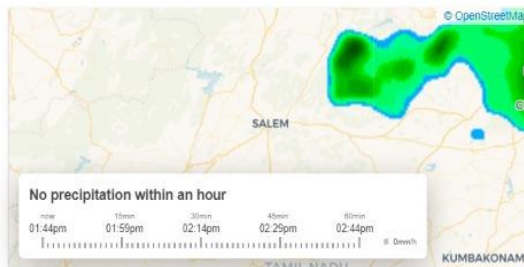 © OpenStreetMa
SALEM
No precipitation within an hour
now 15min 30min 45min 60min
01:44pm 01:59pm 02:14pm 02:29pm 02:44pm
0mm/h
TAMIL NADU
KUMBAKONAM